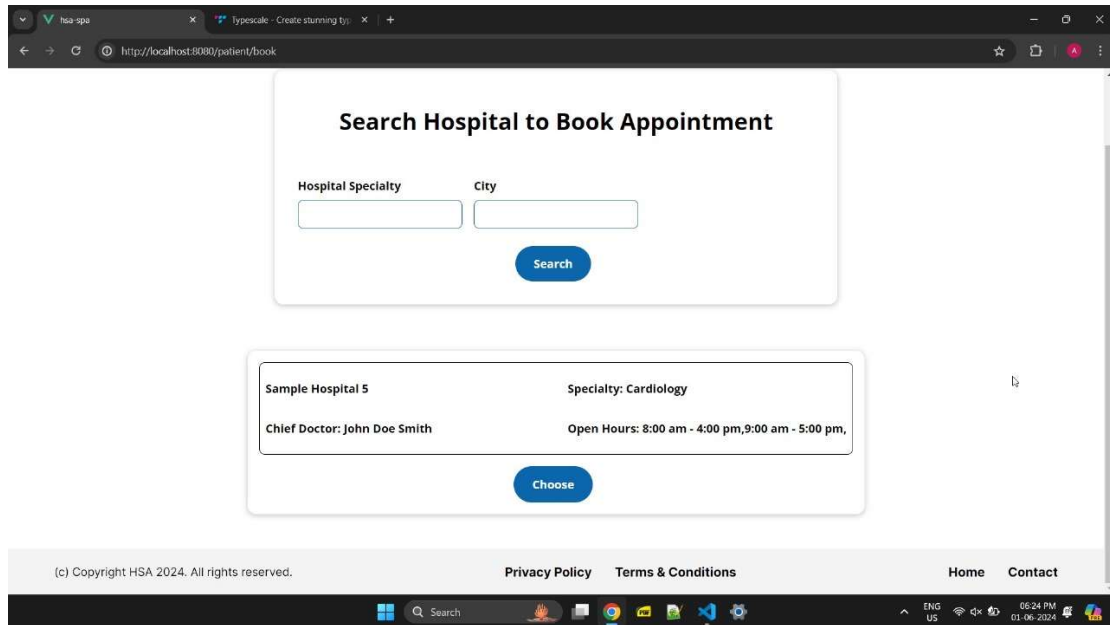 hsa-spa
Typescale - Create stunning typ
http://localhost:8080/patient/book
A
Search Hospital to Book Appointment
Hospital Specialty City
Search
Sample Hospital 5 Specialty: Cardiology
Chief Doctor: John Doe Smith Open Hours: 8:00 am - 4:00 pm,9:00 am - 5:00 pm,
Choose
(c) Copyright HSA 2024. All rights reserved. Privacy Policy Terms & Conditions Home Contact
Search
ENG
US
06:24 PM
01-06-2024